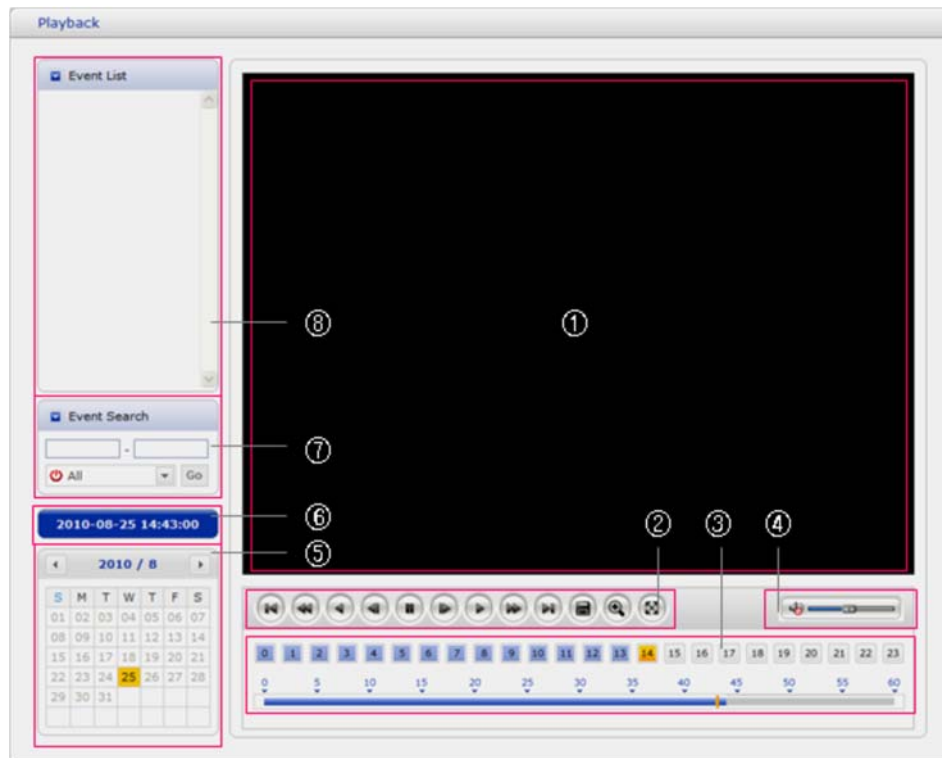 Playback
Event List
⑧
①
Event Search
-
⑦
All Go
2010-08-25 14:43:00
⑥
② ③ ④
⑤
2010 / 8
S M T W T F S
01 02 03 04 05 06 07
08 09 10 11 12 13 14
15 16 17 18 19 20 21
22 23 24 25 26 27 28
29 30 31
0 1 2 3 4 5 6 7 8 9 10 11 12 13 14 15 16 17 18 19 20 21 22 23
0 5 10 15 20 25 30 35 40 45 50 55 60